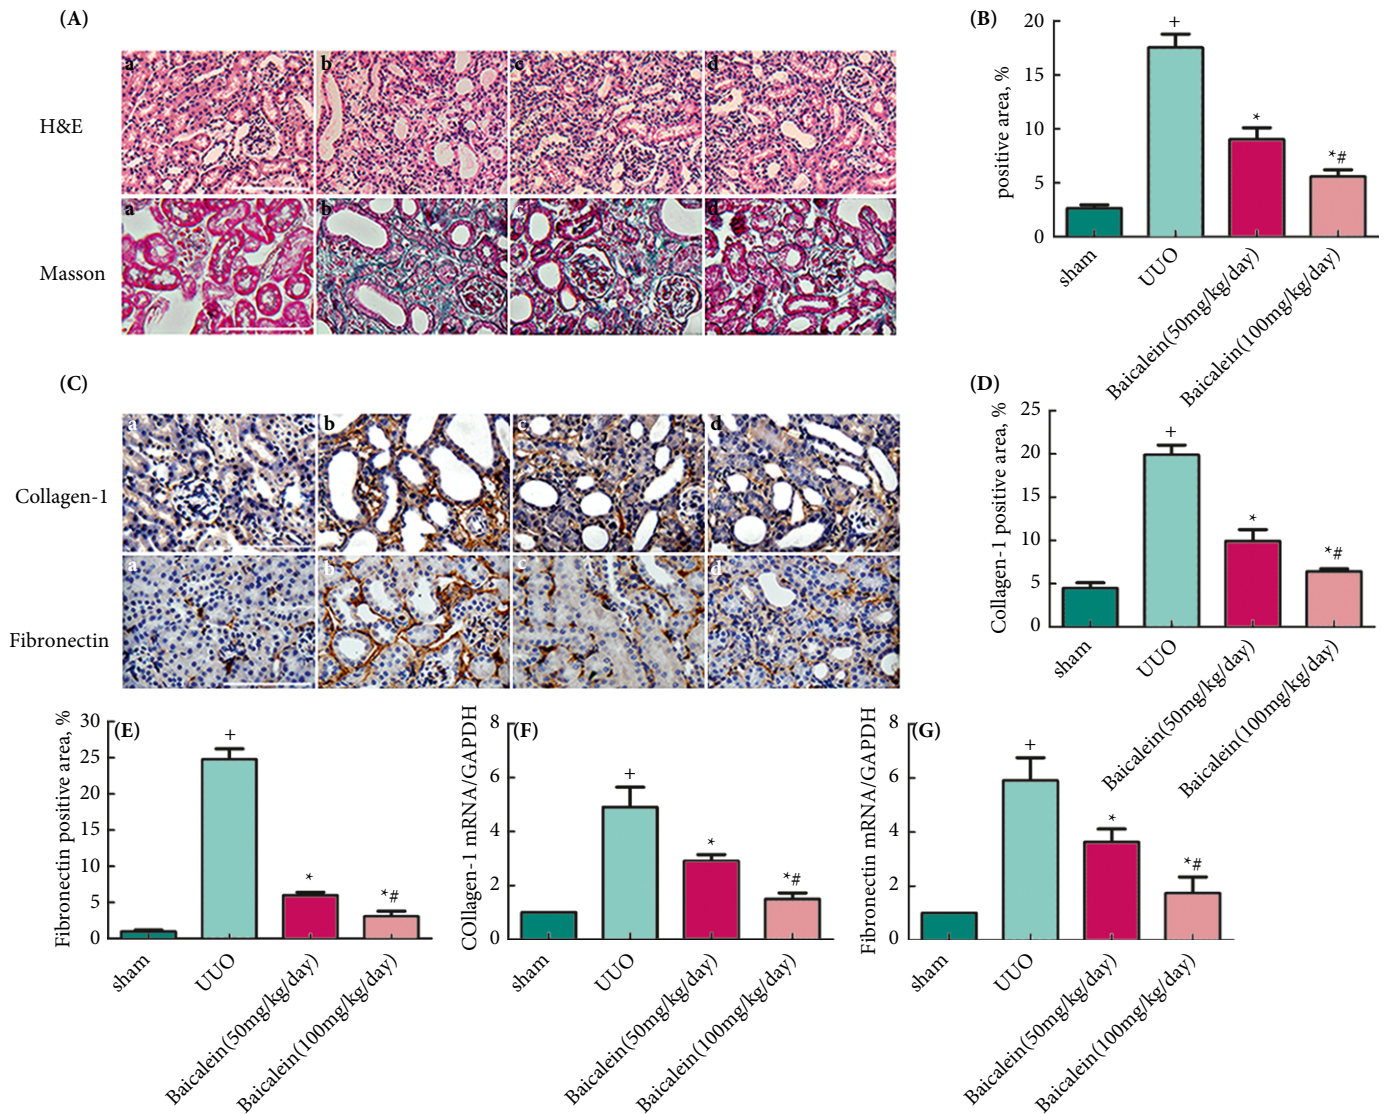 (A)
a b c d
H&E
a b c d
Masson
(B)
20
15
10
5
0
positive area, %
+
*
*#
sham
UUO
Baicalein(50mg/kg/day)
Baicalein(100mg/kg/day)
(C)
a b c d
Collagen-1
a b c d
Fibronectin
(D)
25
20
15
10
5
0
Collagen-1 positive area, %
+
*
*#
sham
UUO
Baicalein(50mg/kg/day)
Baicalein(100mg/kg/day)
(E)
30
25
20
15
10
5
0
Fibronectin positive area, %
+
*
*#
sham
UUO
Baicalein(50mg/kg/day)
Baicalein(100mg/kg/day)
(F)
8
6
4
2
0
COllagen-1 mRNA/GAPDH
+
*
*#
sham
UUO
Baicalein(50mg/kg/day)
Baicalein(100mg/kg/day)
(G)
8
6
4
2
0
Fibronectin mRNA/GAPDH
+
*
*#
sham
UUO
Baicalein(50mg/kg/day)
Baicalein(100mg/kg/day)